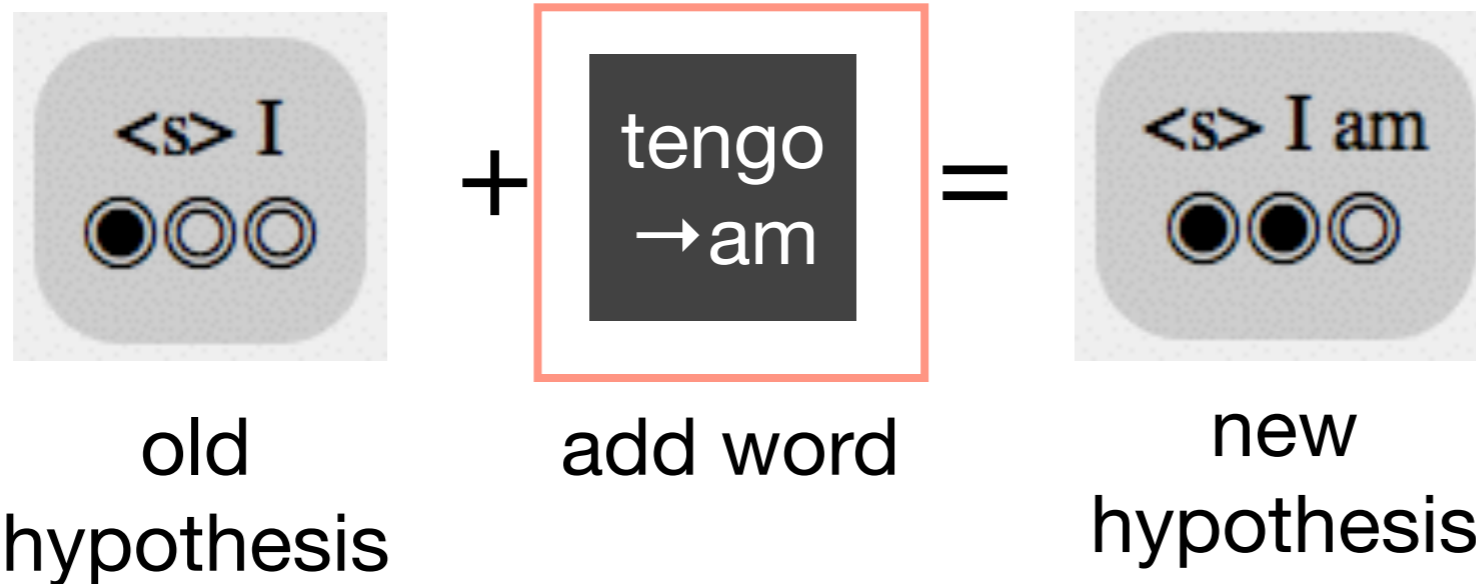 <s> I
+
tengo
→am
=
<s> I am
old
hypothesis
add word
new
hypothesis